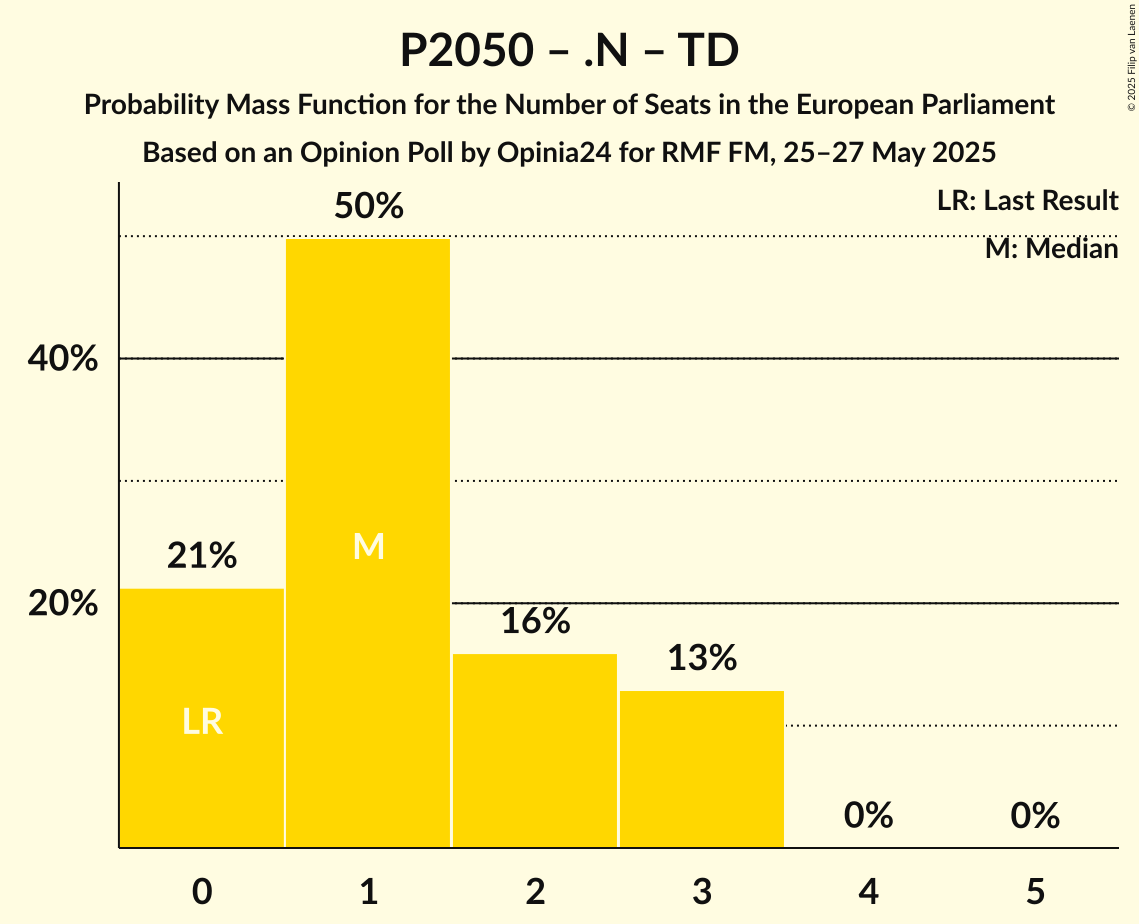 P2050 – .N – TD
Probability Mass Function for the Number of Seats in the European Parliament
Based on an Opinion Poll by Opinia24 for RMF FM, 25–27 May 2025
© 2025 Filip van Laenen
LR: Last Result
M: Median
50%
40%
21%
M
20%
16%
13%
LR
0%
0%
0
1
2
3
4
5